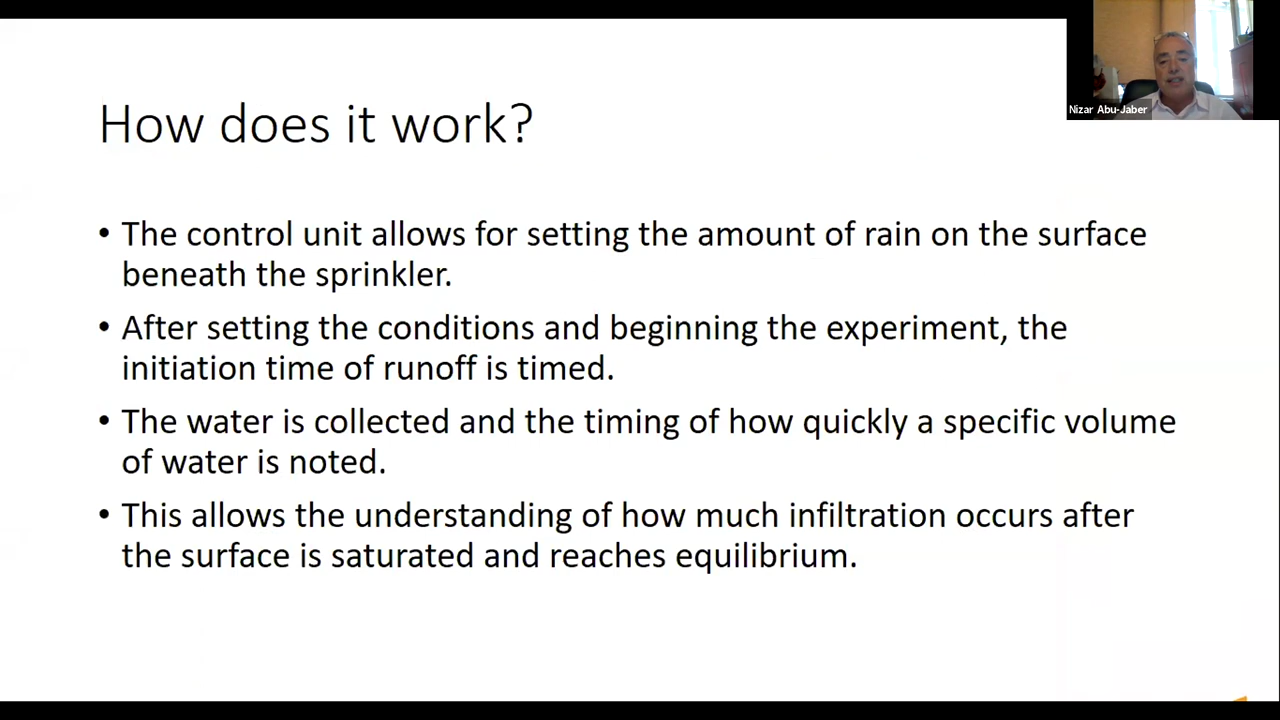 Nizar Abu-Jaber
How does it work?
• The control unit allows for setting the amount of rain on the surface
beneath the sprinkler.
• After setting the conditions and beginning the experiment, the
initiation time of runoff is timed.
• The water is collected and the timing of how quickly a specific volume
of water is noted.
• This allows the understanding of how much infiltration occurs after
the surface is saturated and reaches equilibrium.